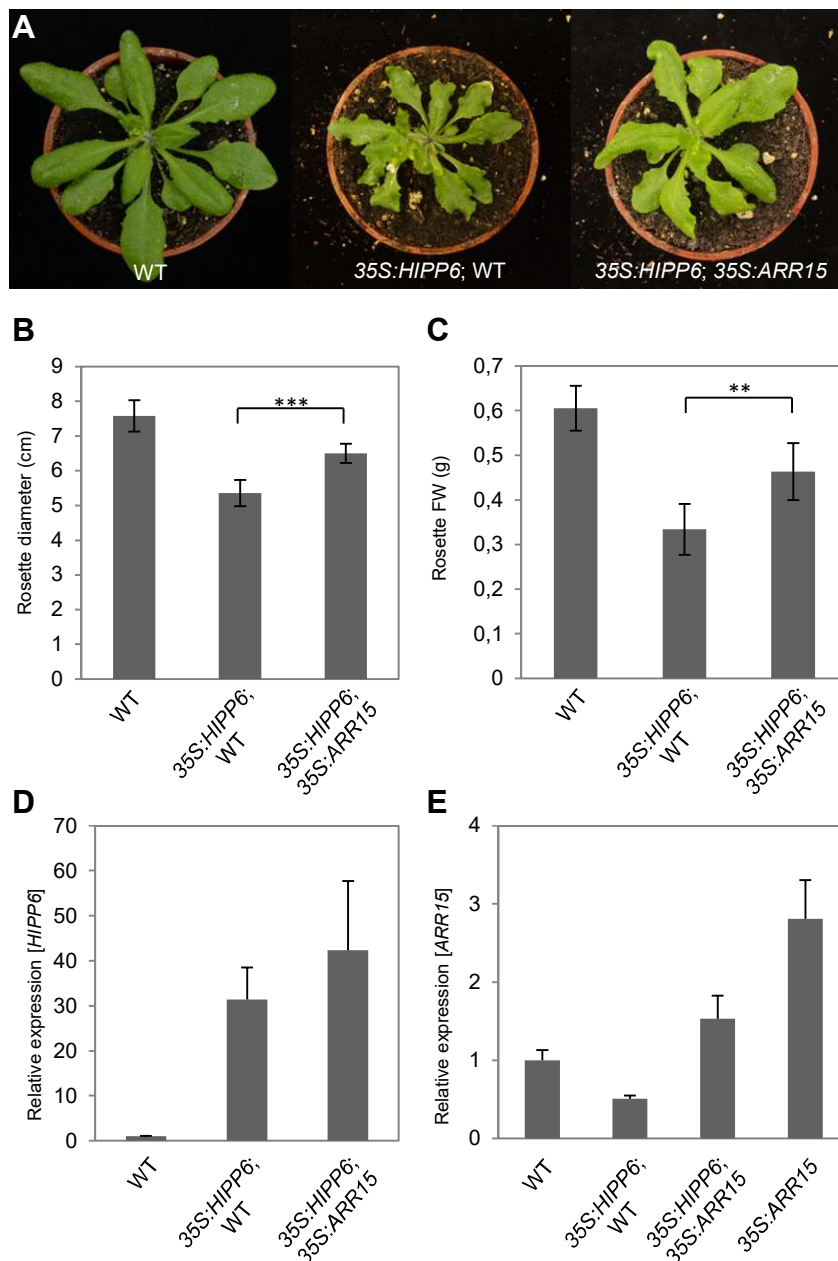 A
WT
35S:HIPP6; WT
35S:HIPP6; 35S:ARR15
B
Rosette diameter (cm)
9
8
7
6
5
4
3
2
1
0
***
WT
35S:HIPP6;
WT
35S:HIPP6;
35S:ARR15
C
Rosette FW (g)
0,7
0,6
0,5
0,4
0,3
0,2
0,1
0
**
WT
35S:HIPP6;
WT
35S:HIPP6;
35S:ARR15
D
Relative expression [HIPP6]
70
60
50
40
30
20
10
0
WT
35S:HIPP6;
WT
35S:HIPP6;
35S:ARR15
E
Relative expression [ARR15]
4
3
2
1
0
WT
35S:HIPP6;
WT
35S:HIPP6;
35S:ARR15
35S:ARR15